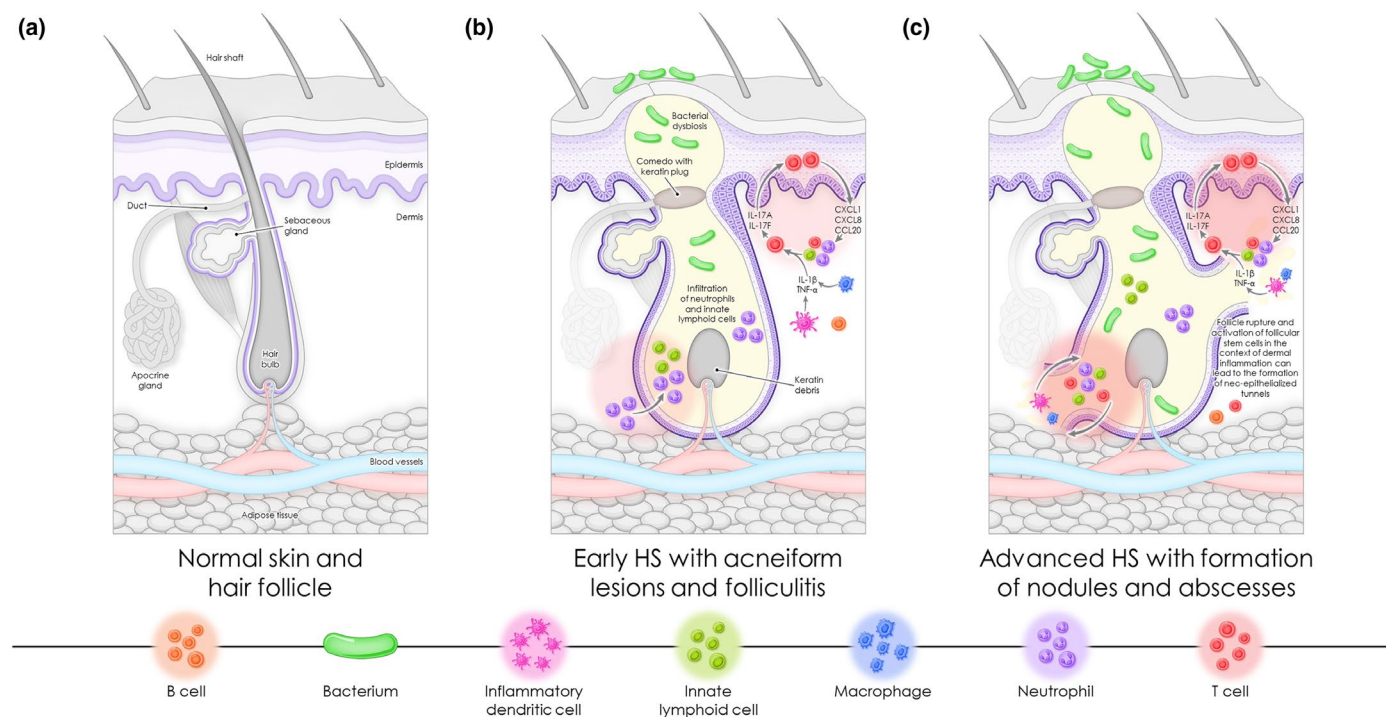 (a)
Hair shaft
Epidermis
Duct
Dermis
Sebaceous
gland
Hair
bulb
Apocrine
gland
Blood vessels
Adipose tissue
Normal skin and
hair follicle
(b)
Bacterial
dysbiosis
Comedo with
keratin plug
IL-17A
IL-17F
CXCL1
CXCL8
CCL20
IL-1β
TNF-α
Infiltration
of neutrophils
and innate
lymphoid cells
Keratin
debris
Early HS with acneiform
lesions and folliculitis
(c)
IL-17A
IL-17F
CXCL1
CXCL8
CCL20
IL-1β
TNF-α
Follicle rupture and
activation of follicular
stem cells in the
context of dermal
inflammation can
lead to the formation
of neo-epithelialized
tunnels
Advanced HS with formation
of nodules and abscesses
B cell
Bacterium
Inflammatory
dendritic cell
Innate
lymphoid cell
Macrophage
Neutrophil
T cell